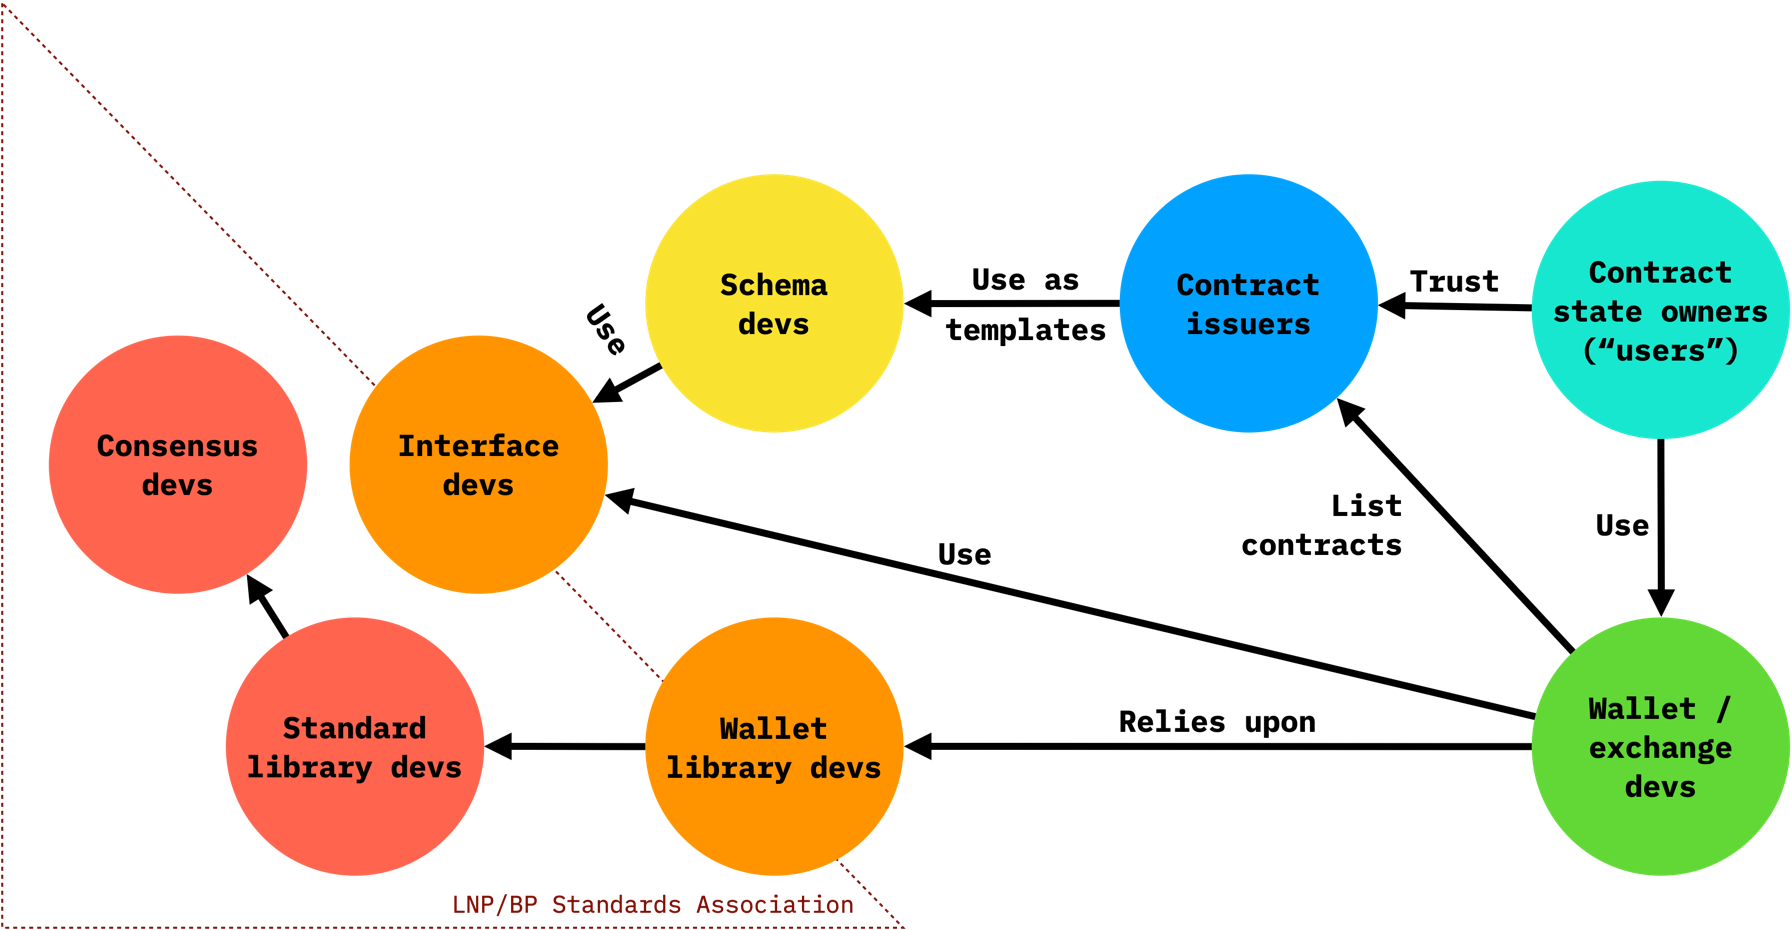 Schema
devs
Use as
templates
Contract
issuers
Trust
Contract
state owners
(“users”)
Use
Consensus
devs
Interface
devs
List
contracts
Use
Use
Standard
library devs
Wallet
library devs
Relies upon
Wallet /
exchange
devs
LNP/BP Standards Association